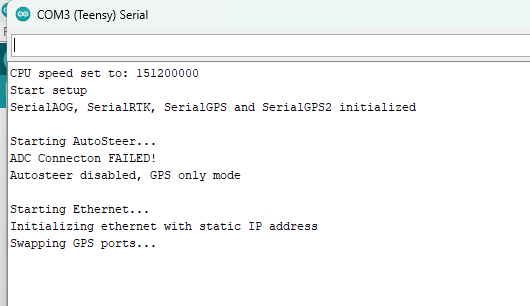 COM3 (Teensy) Serial
CPU speed set to: 151200000
Start setup
SerialAOG, SerialRTK, SerialGPS and SerialGPS2 initialized
Starting AutoSteer...
ADC Connecton FAILED!
Autosteer disabled, GPS only mode
Starting Ethernet...
Initializing ethernet with static IP address
Swapping GPS ports...